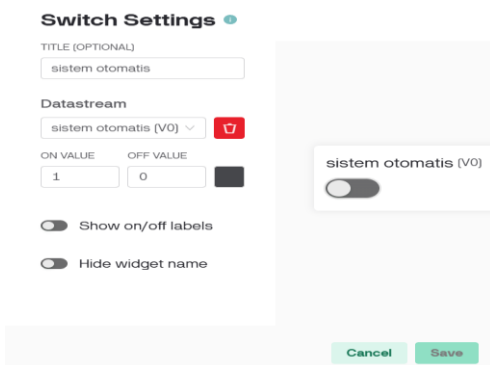 Switch Settings
TITLE (OPTIONAL)
sistem otomatis
Datastream
sistem otomatis (V0)
ON VALUE OFF VALUE
1 0
Show on/off labels
Hide widget name
sistem otomatis (V0)
Cancel Save